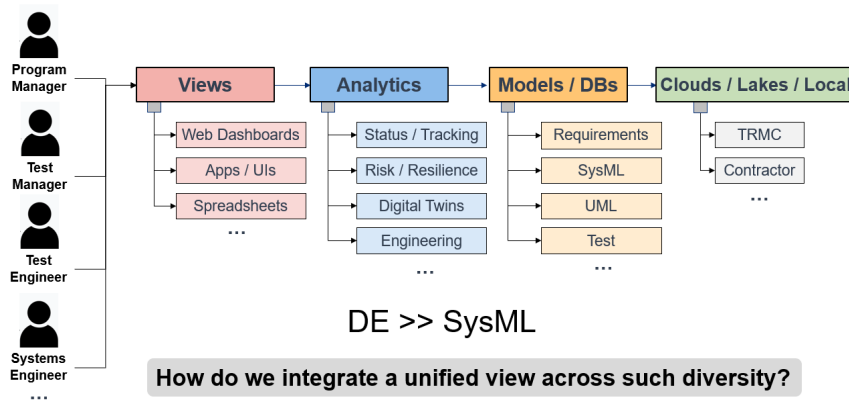 Program
Manager
Test
Manager
Test
Engineer
Systems
Engineer
...
Views
Web Dashboards
Apps / UIs
Spreadsheets
...
Analytics
Status / Tracking
Risk / Resilience
Digital Twins
Engineering
...
Models / DBs
Requirements
SysML
UML
Test
...
Clouds / Lakes / Local
TRMC
Contractor
...
DE >> SysML
How do we integrate a unified view across such diversity?